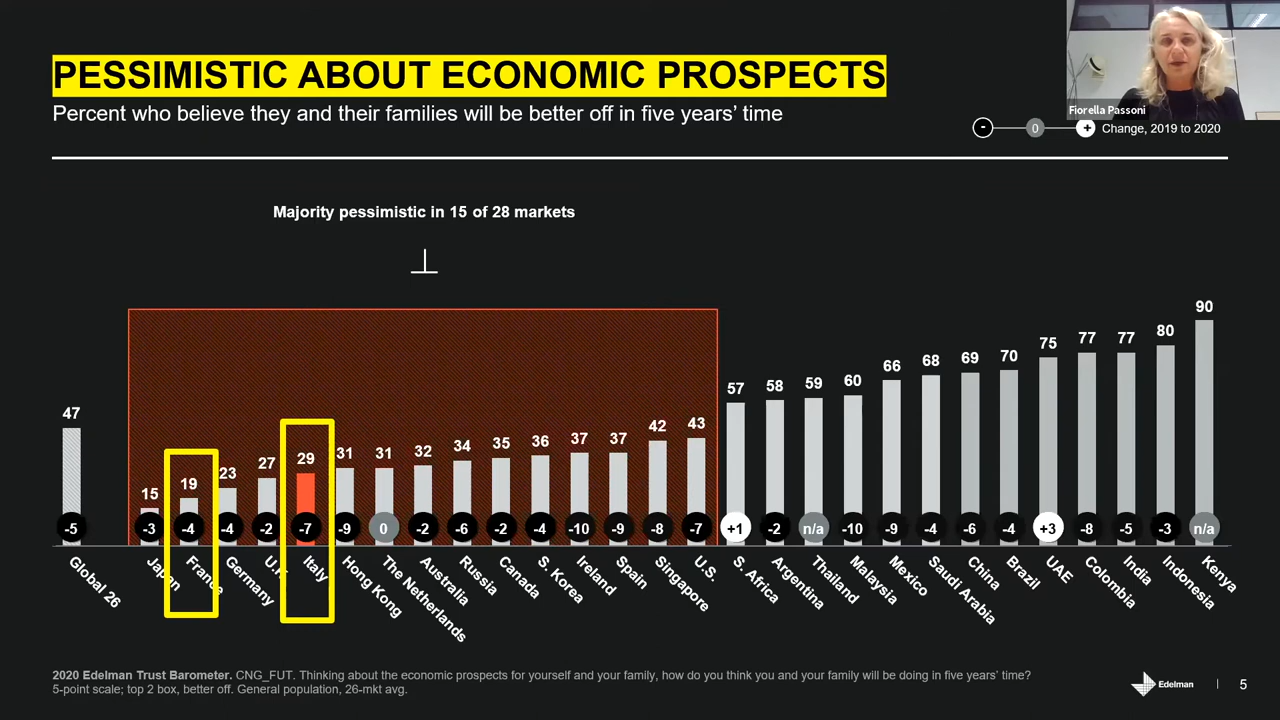 PESSIMISTIC ABOUT ECONOMIC PROSPECTS
Percent who believe they and their families will be better off in five years' time
Fiorella Passoni
- 0 + Change, 2019 to 2020
Majority pessimistic in 15 of 28 markets
47 15 19 23 27 29 31 31 32 34 35 36 37 37 42 43 57 58 59 60 66 68 69 70 75 77 77 80 90
-5 -3 -4 -4 -2 -7 -9 0 -2 -6 -2 -4 -10 -9 -8 -7 +1 -2 n/a -10 -9 -4 -6 -4 +3 -8 -5 -3 n/a
Global 26
Japan
France
Germany
U.K.
Italy
Hong Kong
The Netherlands
Australia
Russia
Canada
S. Korea
Ireland
Spain
Singapore
U.S.
S. Africa
Argentina
Thailand
Malaysia
Mexico
Saudi Arabia
China
Brazil
UAE
Colombia
India
Indonesia
Kenya
2020 Edelman Trust Barometer. CNG_FUT. Thinking about the economic prospects for yourself and your family, how do you think you and your family will be doing in five years' time?
5-point scale; top 2 box, better off. General population, 26-mkt avg.
Edelman
5